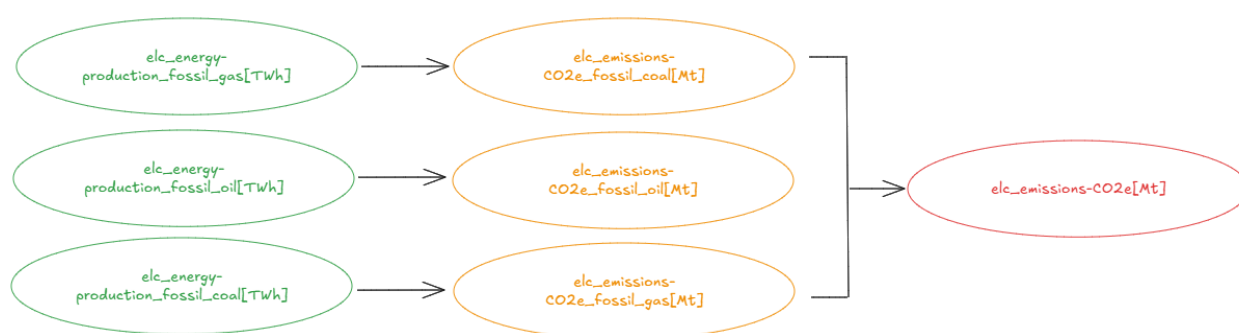 elc_energy-
production_fossil_gas[TWh]
elc_emissions-
CO2e_fossil_coal[Mt]
elc_energy-
production_fossil_oil[TWh]
elc_emissions-
CO2e_fossil_oil[Mt]
elc_emissions-CO2e[Mt]
elc_energy-
production_fossil_coal[TWh]
elc_emissions-
CO2e_fossil_gas[Mt]